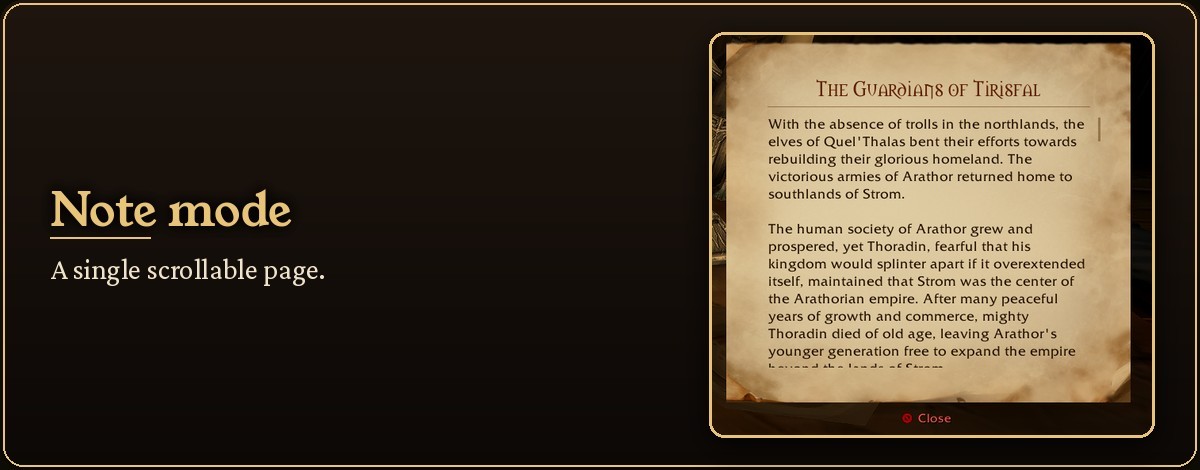 Note mode
A single scrollable page.
The Guardians of Tirisfal
With the absence of trolls in the northlands, the
elves of Quel'Thalas bent their efforts towards
rebuilding their glorious homeland. The
victorious armies of Arathor returned home to
southlands of Strom.
The human society of Arathor grew and
prospered, yet Thoradin, fearful that his
kingdom would splinter apart if it overextended
itself, maintained that Strom was the center of
the Arathorian empire. After many peaceful
years of growth and commerce, mighty
Thoradin died of old age, leaving Arathor's
younger generation free to expand the empire
beyond the lands of Strom.
Close